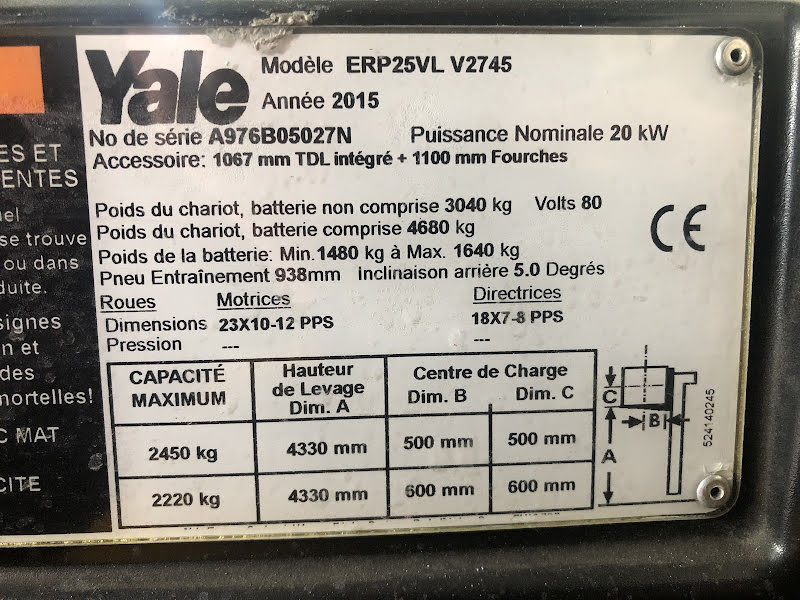 Yale
Modèle ERP25VL V2745
Année 2015
No de série A976B05027N Puissance Nominale 20 kW
Accessoire: 1067 mm TDL intégré + 1100 mm Fourches
Poids du chariot, batterie non comprise 3040 kg Volts 80
Poids du chariot, batterie comprise 4680 kg
Poids de la batterie: Min.1480 kg à Max. 1640 kg
Pneu Entraînement 938mm Inclinaison arrière 5.0 Degrés
CE
Roues Motrices Directrices
Dimensions 23X10-12 PPS 18X7-8 PPS
Pression --- ---
CAPACITÉ MAXIMUM
Hauteur de Levage Dim. A
Centre de Charge
Dim. B Dim. C
2450 kg 4330 mm 500 mm 500 mm
2220 kg 4330 mm 600 mm 600 mm
C
B
A
524140245
ES ET
ENTES
uel
se trouve
ou dans
duite.
signes
n et
des
mortelles!
C MAT
CITE